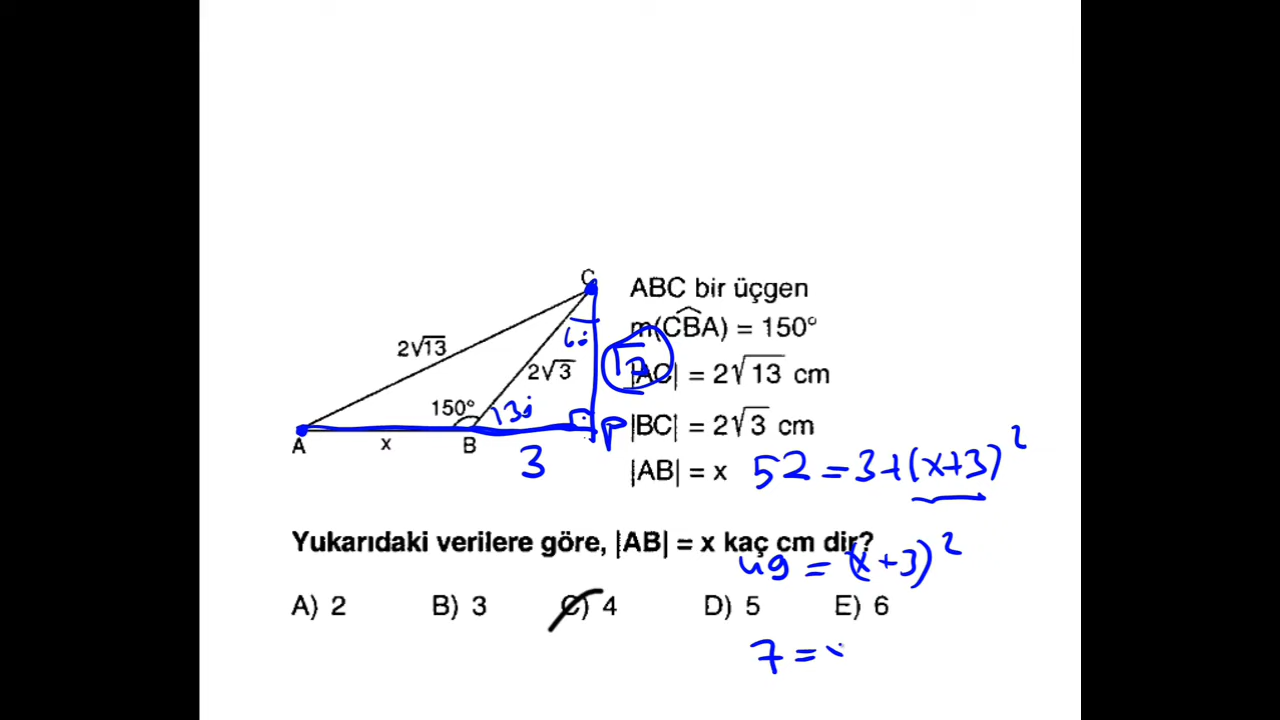 C
ABC bir üçgen
m(CBA) = 150°
2√13
60
2√3
|AC| = 2√13 cm
150°
30
P
|BC| = 2√3 cm
A
x
B
3
|AB| = x
52 = 3+(x+3)²
Yukarıdaki verilere göre, |AB| = x kaç cm dir?
49 = (x+3)²
A) 2
B) 3
C) 4
D) 5
E) 6
7 =